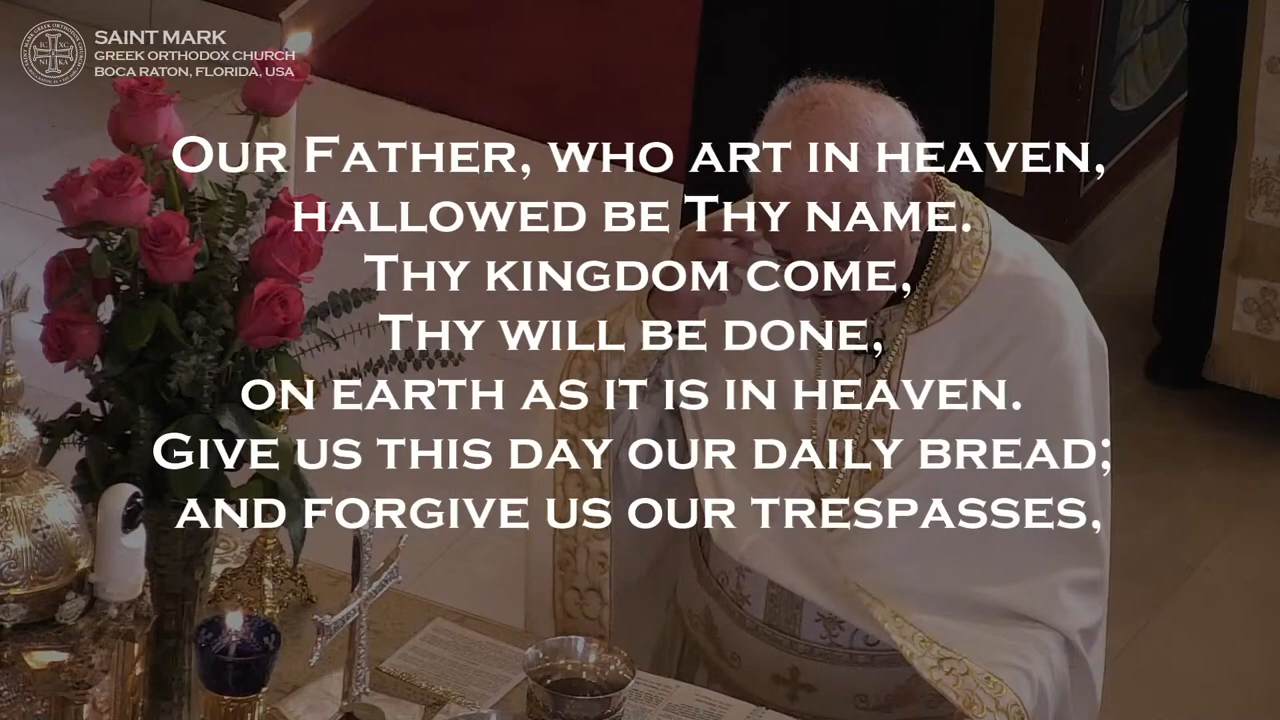 SAINT MARK
GREEK ORTHODOX CHURCH
BOCA RATON, FLORIDA, USA
OUR FATHER, WHO ART IN HEAVEN,
HALLOWED BE THY NAME.
THY KINGDOM COME,
THY WILL BE DONE,
ON EARTH AS IT IS IN HEAVEN.
GIVE US THIS DAY OUR DAILY BREAD;
AND FORGIVE US OUR TRESPASSES,